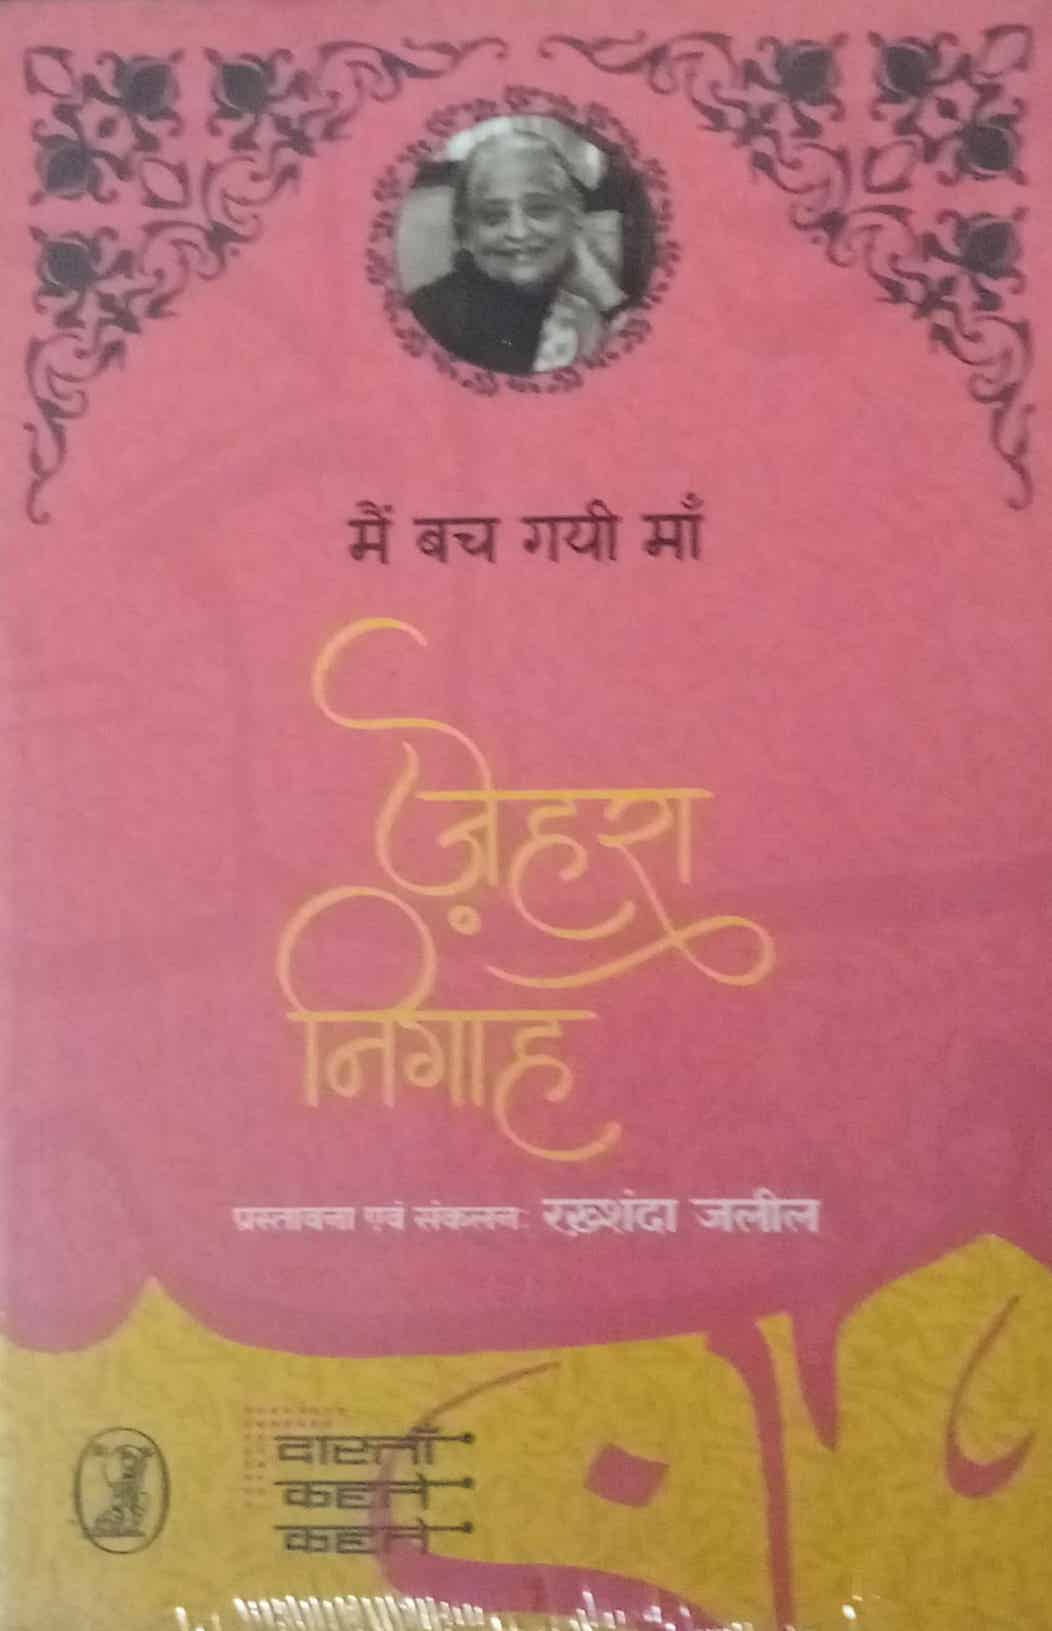 मैं बच गयी माँ
ज़ेहरा
निगाह
प्रस्तावना एवं संकलन: रख़्शंदा जलील
दास्ताँ
कहते
कहते